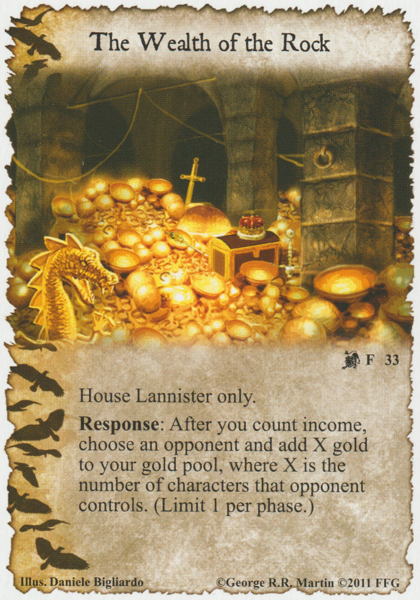 The Wealth of the Rock
F 33
House Lannister only.
Response: After you count income,
choose an opponent and add X gold
to your gold pool, where X is the
number of characters that opponent
controls. (Limit 1 per phase.)
Illus. Daniele Bigliardo ©George R.R. Martin ©2011 FFG